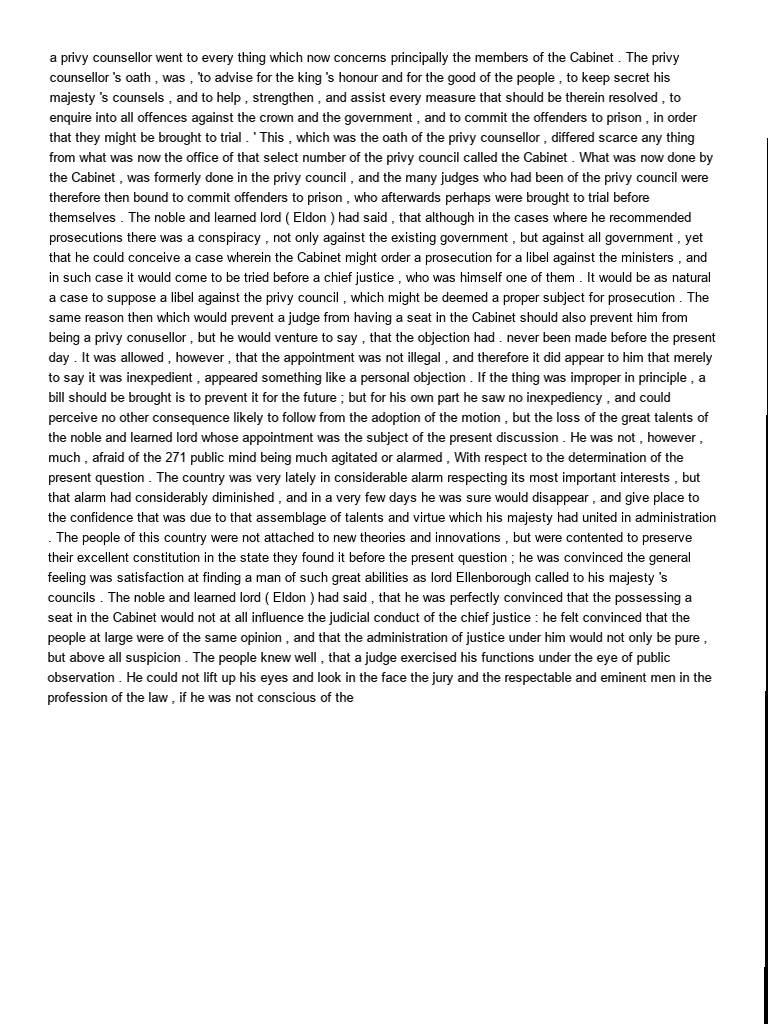 a privy counsellor went to every thing which now concerns principally the members of the Cabinet . The privy
counsellor 's oath , was , 'to advise for the king 's honour and for the good of the people , to keep secret his
majesty 's counsels , and to help , strengthen , and assist every measure that should be therein resolved , to
enquire into all offences against the crown and the government , and to commit the offenders to prison , in order
that they might be brought to trial . ' This , which was the oath of the privy counsellor , differed scarce any thing
from what was now the office of that select number of the privy council called the Cabinet . What was now done by
the Cabinet , was formerly done in the privy council , and the many judges who had been of the privy council were
therefore then bound to commit offenders to prison , who afterwards perhaps were brought to trial before
themselves . The noble and learned lord ( Eldon ) had said , that although in the cases where he recommended
prosecutions there was a conspiracy , not only against the existing government , but against all government , yet
that he could conceive a case wherein the Cabinet might order a prosecution for a libel against the ministers , and
in such case it would come to be tried before a chief justice , who was himself one of them . It would be as natural
a case to suppose a libel against the privy council , which might be deemed a proper subject for prosecution . The
same reason then which would prevent a judge from having a seat in the Cabinet should also prevent him from
being a privy conusellor , but he would venture to say , that the objection had . never been made before the present
day . It was allowed , however , that the appointment was not illegal , and therefore it did appear to him that merely
to say it was inexpedient , appeared something like a personal objection . If the thing was improper in principle , a
bill should be brought is to prevent it for the future ; but for his own part he saw no inexpediency , and could
perceive no other consequence likely to follow from the adoption of the motion , but the loss of the great talents of
the noble and learned lord whose appointment was the subject of the present discussion . He was not , however ,
much , afraid of the 271 public mind being much agitated or alarmed , With respect to the determination of the
present question . The country was very lately in considerable alarm respecting its most important interests , but
that alarm had considerably diminished , and in a very few days he was sure would disappear , and give place to
the confidence that was due to that assemblage of talents and virtue which his majesty had united in administration
. The people of this country were not attached to new theories and innovations , but were contented to preserve
their excellent constitution in the state they found it before the present question ; he was convinced the general
feeling was satisfaction at finding a man of such great abilities as lord Ellenborough called to his majesty 's
councils . The noble and learned lord ( Eldon ) had said , that he was perfectly convinced that the possessing a
seat in the Cabinet would not at all influence the judicial conduct of the chief justice : he felt convinced that the
people at large were of the same opinion , and that the administration of justice under him would not only be pure ,
but above all suspicion . The people knew well , that a judge exercised his functions under the eye of public
observation . He could not lift up his eyes and look in the face the jury and the respectable and eminent men in the
profession of the law , if he was not conscious of the